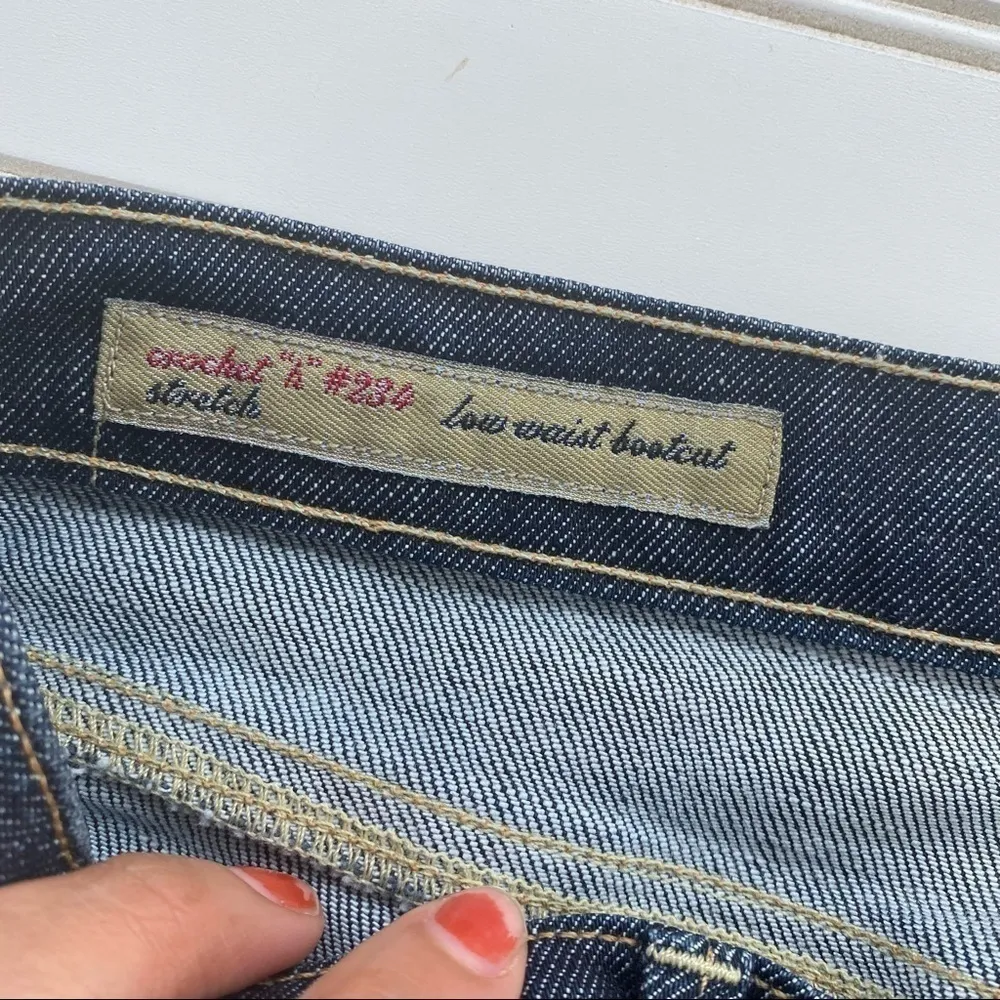 crochet "A" #234
stretch low waist bootcut